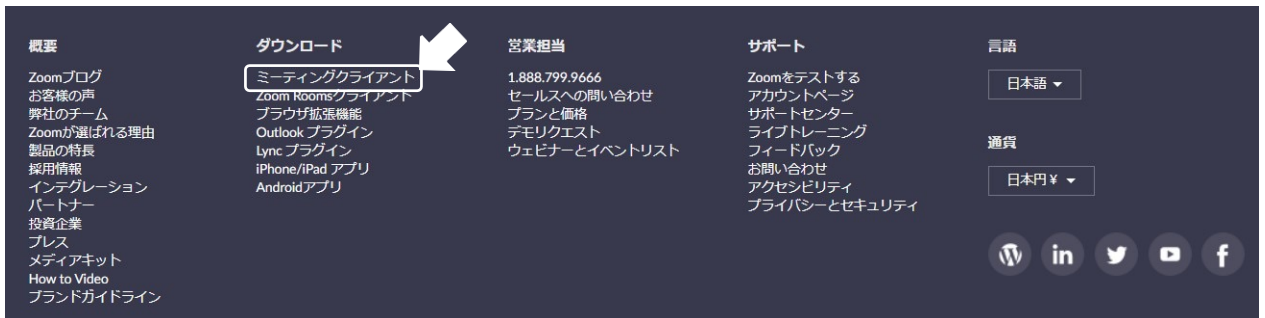 概要
Zoomブログ
お客様の声
弊社のチーム
Zoomが選ばれる理由
製品の特長
採用情報
インテグレーション
パートナー
投資企業
プレス
メディアキット
How to Video
ブランドガイドライン
ダウンロード
ミーティングクライアント
Zoom Roomsクライアント
ブラウザ拡張機能
Outlook プラグイン
Lync プラグイン
iPhone/iPad アプリ
Androidアプリ
営業担当
1.888.799.9666
セールスへの問い合わせ
プランと価格
デモリクエスト
ウェビナーとイベントリスト
サポート
Zoomをテストする
アカウントページ
サポートセンター
ライブトレーニング
フィードバック
お問い合わせ
アクセシビリティ
プライバシーとセキュリティ
言語
日本語
通貨
日本円 ¥